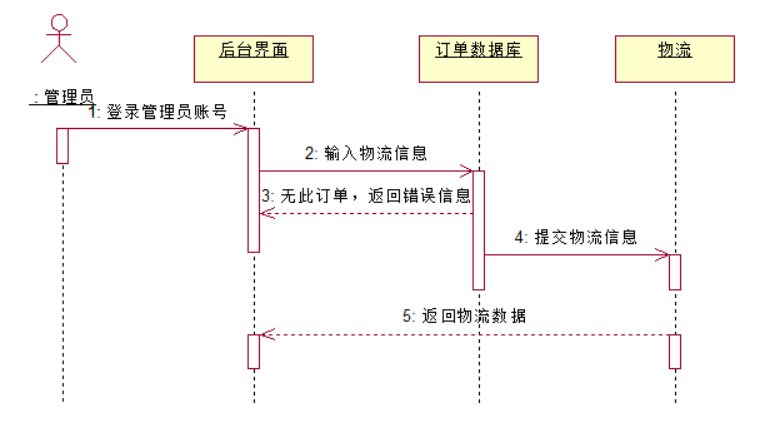 后台界面
订单数据库
物流
: 管理员
1: 登录管理员账号
2: 输入物流信息
3: 无此订单，返回错误信息
4: 提交物流信息
5: 返回物流数据